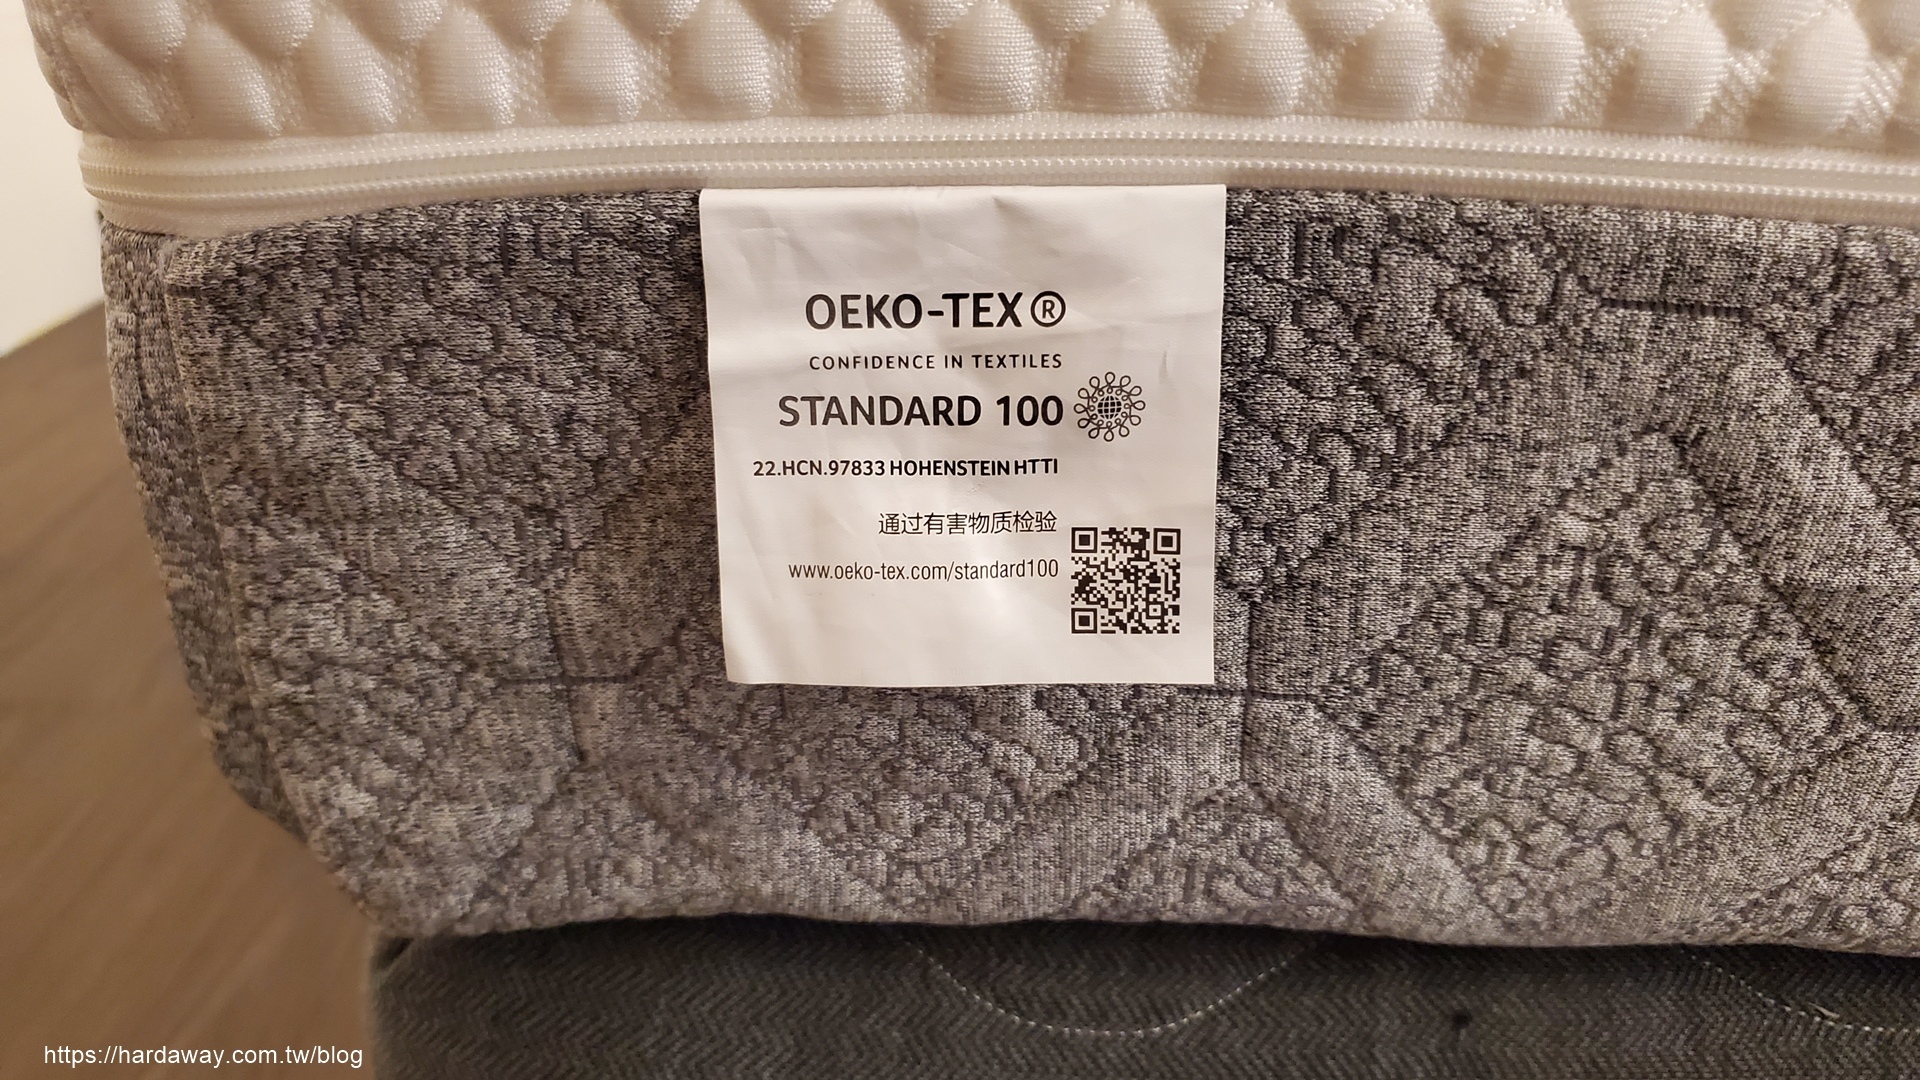 OEKO-TEX®
CONFIDENCE IN TEXTILES
STANDARD 100
22.HCN.97833 HOHENSTEIN HTTI
通过有害物质检验
www.oeko-tex.com/standard100
https://hardaway.com.tw/blog